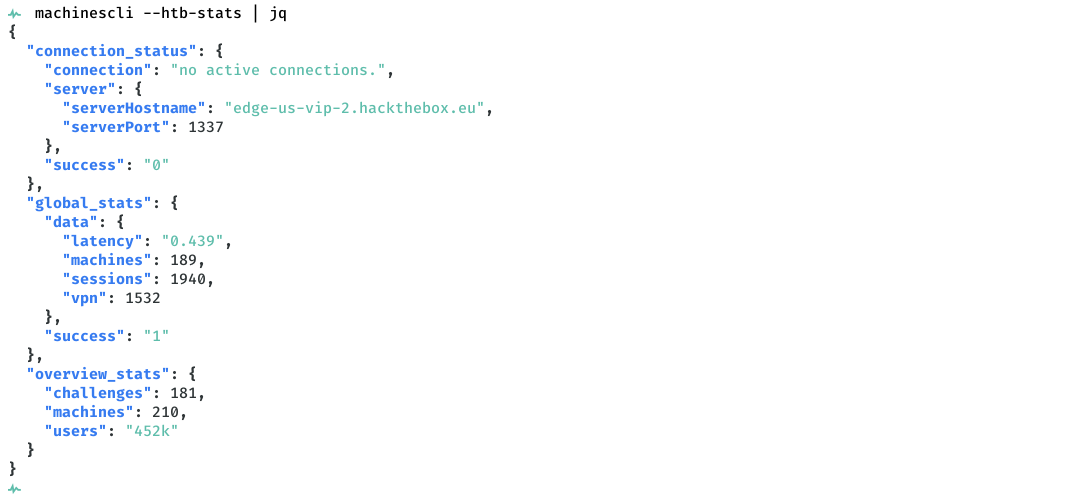 machinescli --htb-stats | jq
{
  "connection_status": {
    "connection": "no active connections.",
    "server": {
      "serverHostname": "edge-us-vip-2.hackthebox.eu",
      "serverPort": 1337
    },
    "success": "0"
  },
  "global_stats": {
    "data": {
      "latency": "0.439",
      "machines": 189,
      "sessions": 1940,
      "vpn": 1532
    },
    "success": "1"
  },
  "overview_stats": {
    "challenges": 181,
    "machines": 210,
    "users": "452k"
  }
}